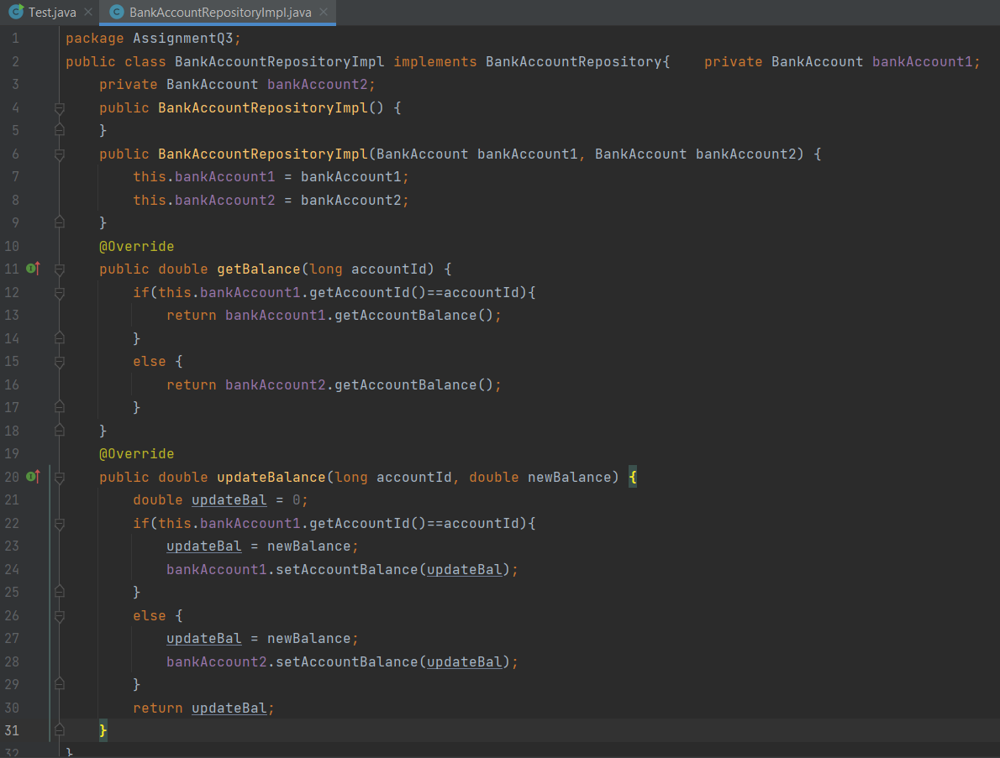 Test.java BankAccountRepositoryImpl.java
1 package AssignmentQ3;
2 public class BankAccountRepositoryImpl implements BankAccountRepository{    private BankAccount bankAccount1;
3     private BankAccount bankAccount2;
4     public BankAccountRepositoryImpl() {
5     }
6     public BankAccountRepositoryImpl(BankAccount bankAccount1, BankAccount bankAccount2) {
7         this.bankAccount1 = bankAccount1;
8         this.bankAccount2 = bankAccount2;
9     }
10     @Override
11     public double getBalance(long accountId) {
12         if(this.bankAccount1.getAccountId()==accountId){
13             return bankAccount1.getAccountBalance();
14         }
15         else {
16             return bankAccount2.getAccountBalance();
17         }
18     }
19     @Override
20     public double updateBalance(long accountId, double newBalance) {
21         double updateBal = 0;
22         if(this.bankAccount1.getAccountId()==accountId){
23             updateBal = newBalance;
24             bankAccount1.setAccountBalance(updateBal);
25         }
26         else {
27             updateBal = newBalance;
28             bankAccount2.setAccountBalance(updateBal);
29         }
30         return updateBal;
31     }
32 }